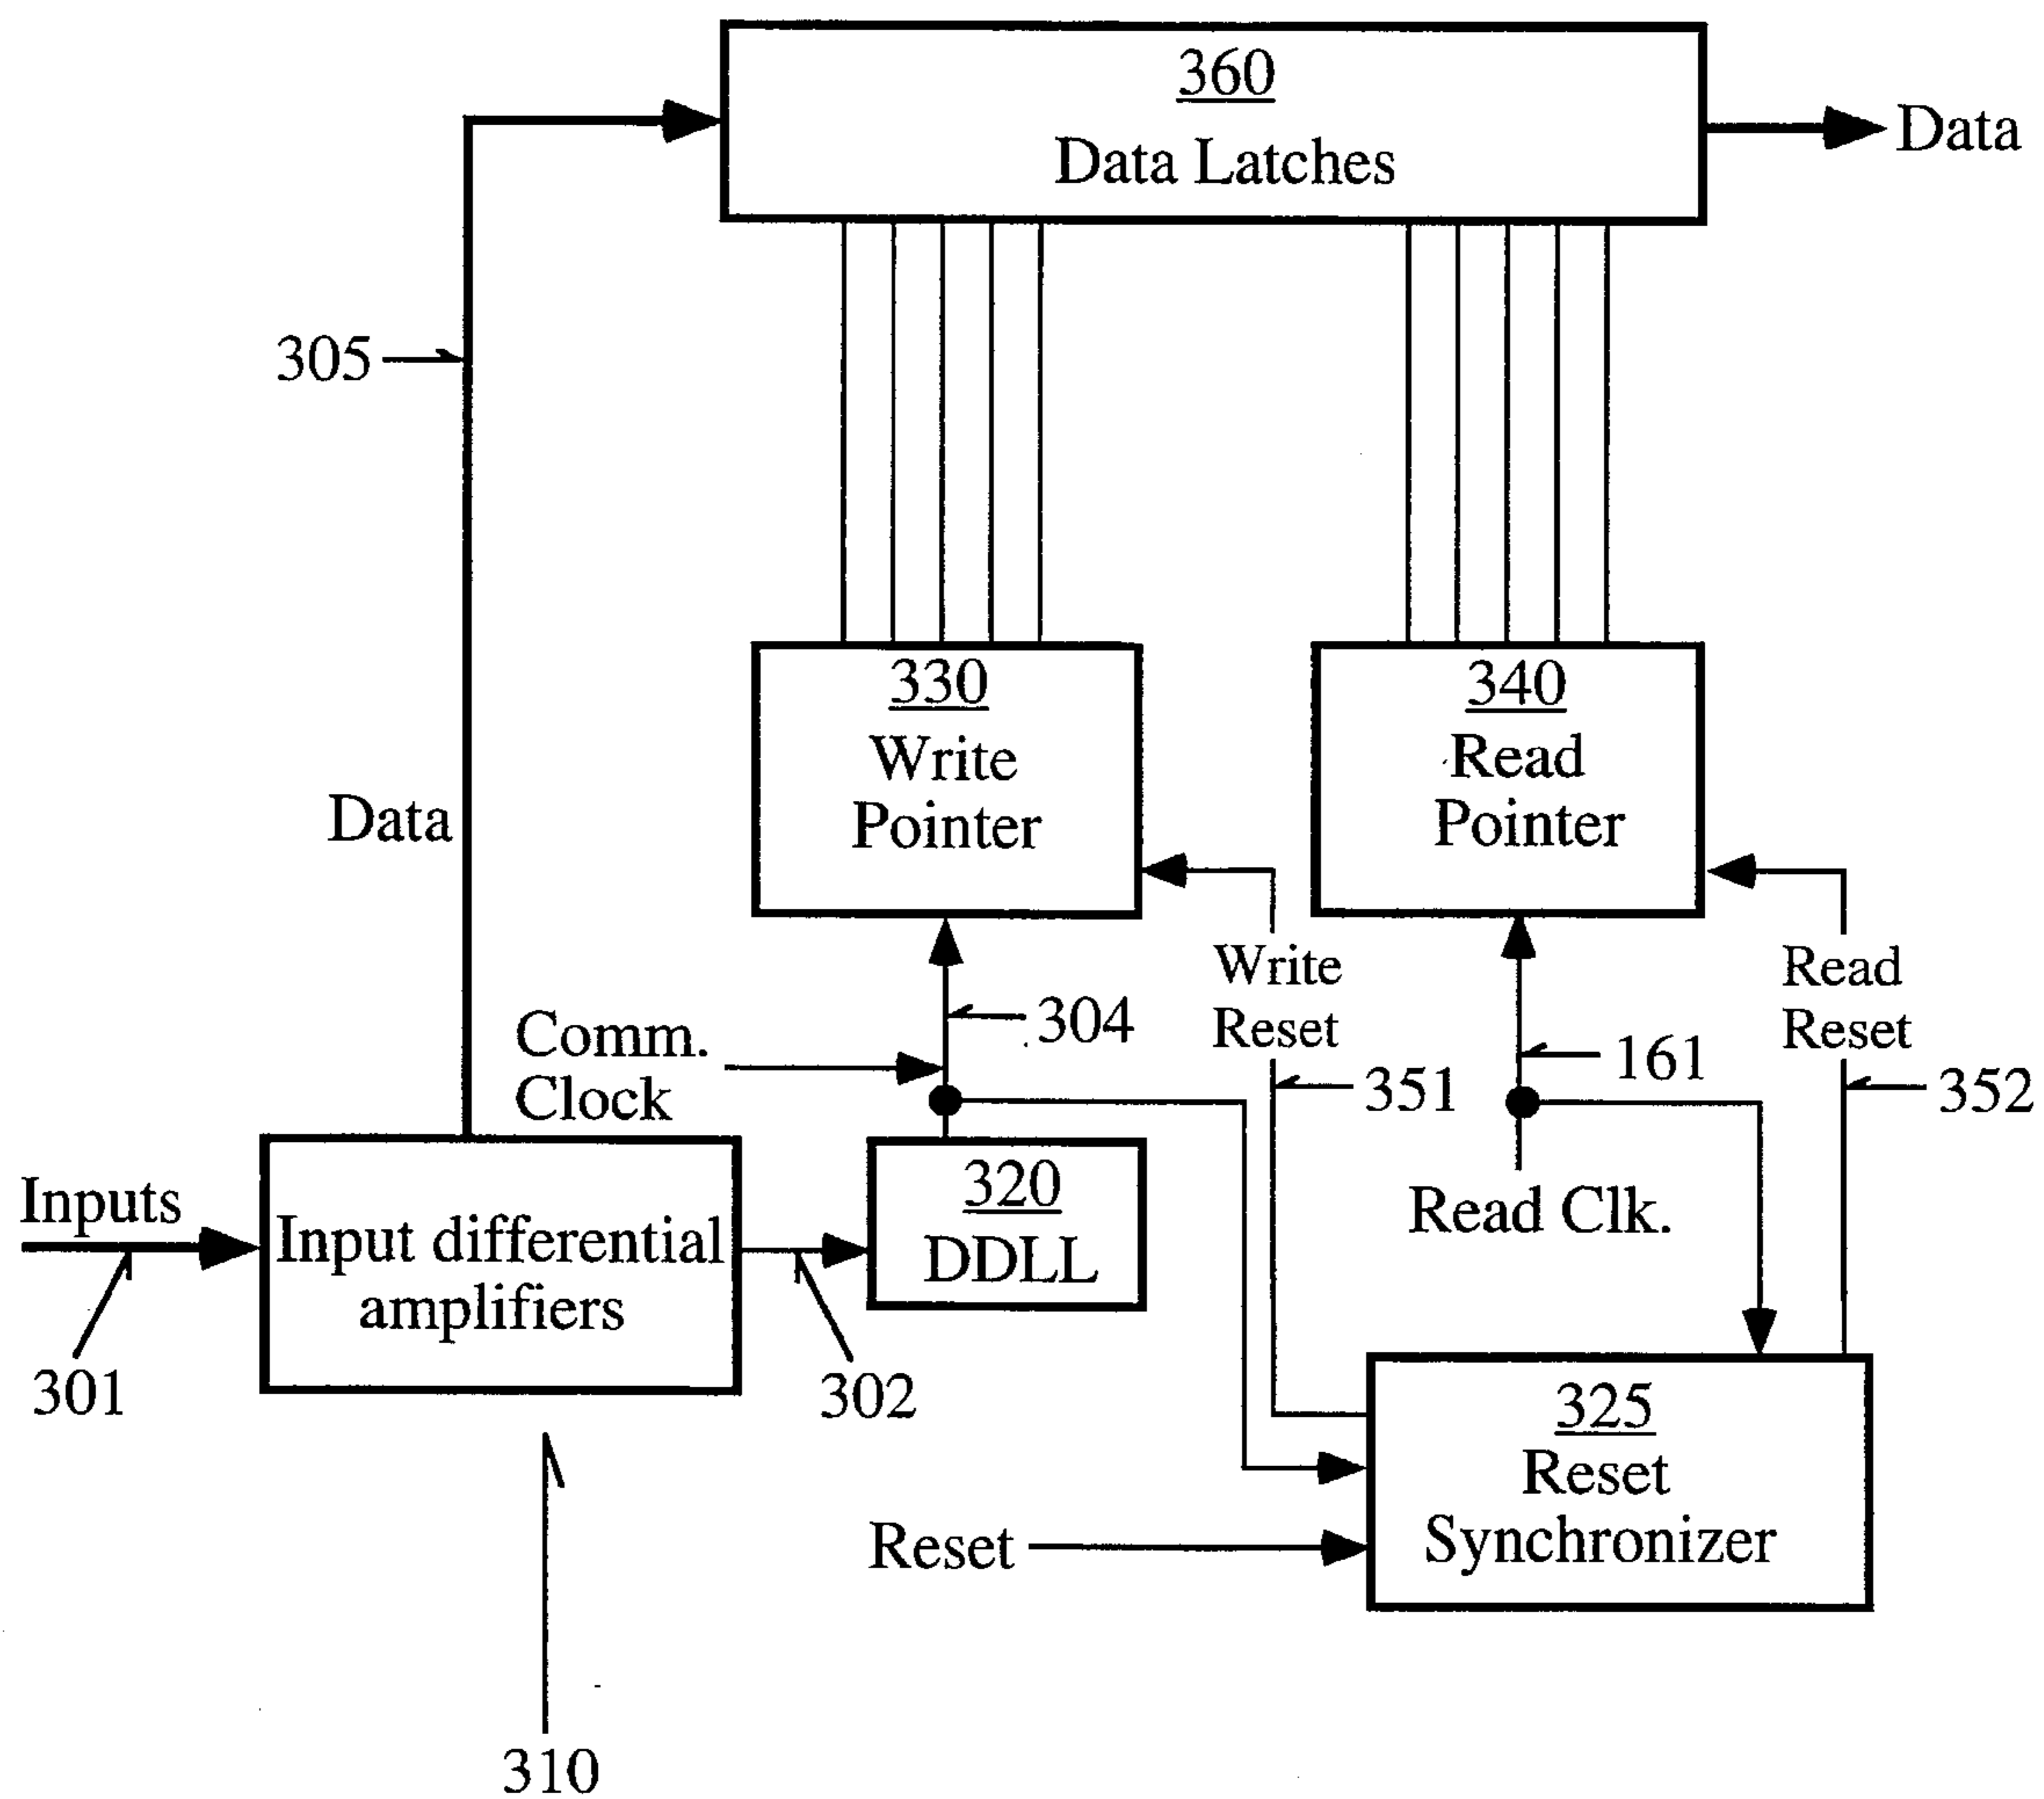 360
Data Latches
Data
305
330
Write
Pointer
340
Read
Pointer
Data
Write
Reset
Read
Reset
304
Comm.
Clock
161
351
352
Inputs
Input differential
amplifiers
320
DDLL
Read Clk.
301
302
325
Reset
Synchronizer
Reset
310